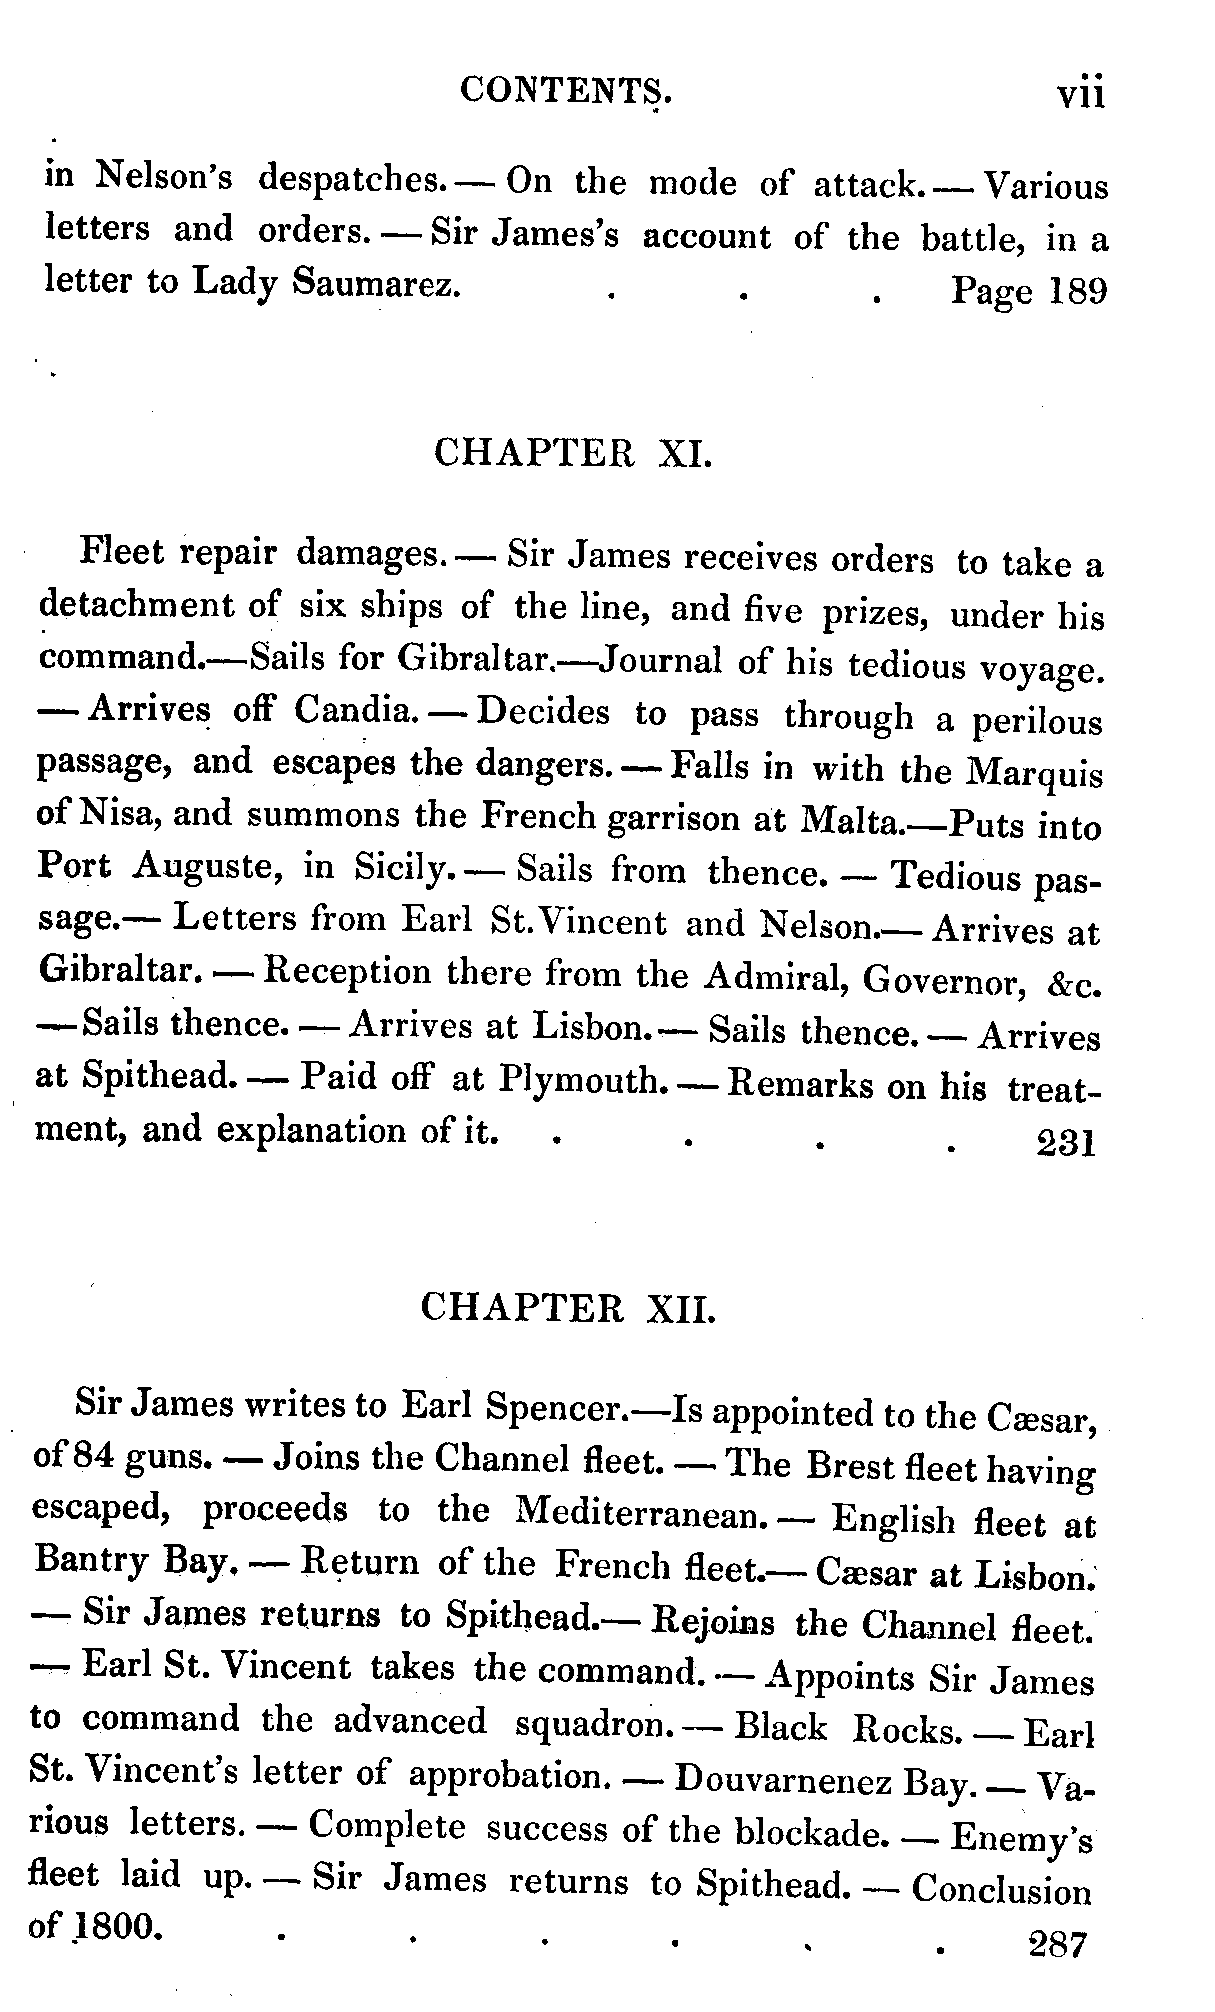 CONTENTS. vii
in Nelson's despatches. — On the mode of attack. — Various
letters and orders. — Sir James's account of the battle, in a
letter to Lady Saumarez. . . . Page 189
CHAPTER XI.
Fleet repair damages. — Sir James receives orders to take a
detachment of six ships of the line, and five prizes, under his
command.—Sails for Gibraltar.—Journal of his tedious voyage.
— Arrives off Candia. — Decides to pass through a perilous
passage, and escapes the dangers. — Falls in with the Marquis
of Nisa, and summons the French garrison at Malta.—Puts into
Port Auguste, in Sicily. — Sails from thence. — Tedious pas-
sage.— Letters from Earl St. Vincent and Nelson.— Arrives at
Gibraltar. — Reception there from the Admiral, Governor, &c.
—Sails thence. — Arrives at Lisbon. — Sails thence. — Arrives
at Spithead. — Paid off at Plymouth. — Remarks on his treat-
ment, and explanation of it. . . . . 231
CHAPTER XII.
Sir James writes to Earl Spencer.—Is appointed to the Cæsar,
of 84 guns. — Joins the Channel fleet. — The Brest fleet having
escaped, proceeds to the Mediterranean. — English fleet at
Bantry Bay. — Return of the French fleet.— Cæsar at Lisbon.
— Sir James returns to Spithead.— Rejoins the Channel fleet.
— Earl St. Vincent takes the command. — Appoints Sir James
to command the advanced squadron. — Black Rocks. — Earl
St. Vincent's letter of approbation. — Douvarnenez Bay. — Va-
rious letters. — Complete success of the blockade. — Enemy's
fleet laid up. — Sir James returns to Spithead. — Conclusion
of 1800. . . . . . . 287